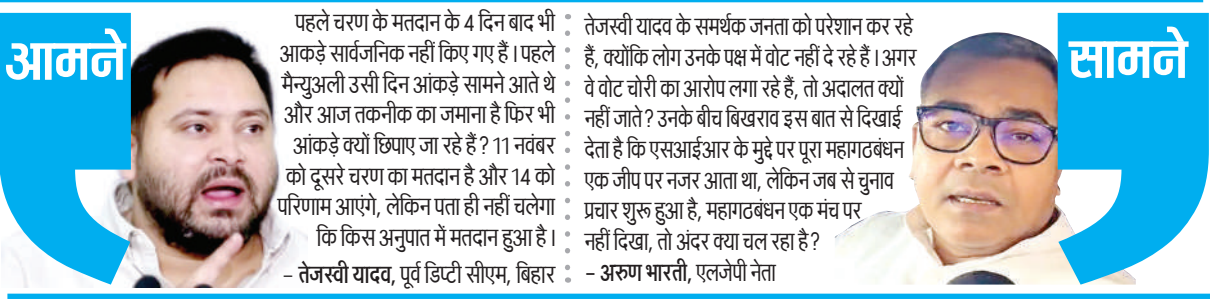 आमने
पहले चरण के मतदान के 4 दिन बाद भी
आकड़े सार्वजनिक नहीं किए गए हैं। पहले
मैन्युअली उसी दिन आंकड़े सामने आते थे
और आज तकनीक का जमाना है फिर भी
आंकड़े क्यों छिपाए जा रहे हैं? 11 नवंबर
को दूसरे चरण का मतदान है और 14 को
परिणाम आएंगे, लेकिन पता ही नहीं चलेगा
कि किस अनुपात में मतदान हुआ है।
– तेजस्वी यादव, पूर्व डिप्टी सीएम, बिहार
तेजस्वी यादव के समर्थक जनता को परेशान कर रहे
हैं, क्योंकि लोग उनके पक्ष में वोट नहीं दे रहे हैं। अगर
वे वोट चोरी का आरोप लगा रहे हैं, तो अदालत क्यों
नहीं जाते? उनके बीच बिखराव इस बात से दिखाई
देता है कि एसआईआर के मुद्दे पर पूरा महागठबंधन
एक जीप पर नजर आता था, लेकिन जब से चुनाव
प्रचार शुरू हुआ है, महागठबंधन एक मंच पर
नहीं दिखा, तो अंदर क्या चल रहा है?
– अरुण भारती, एलजेपी नेता
सामने